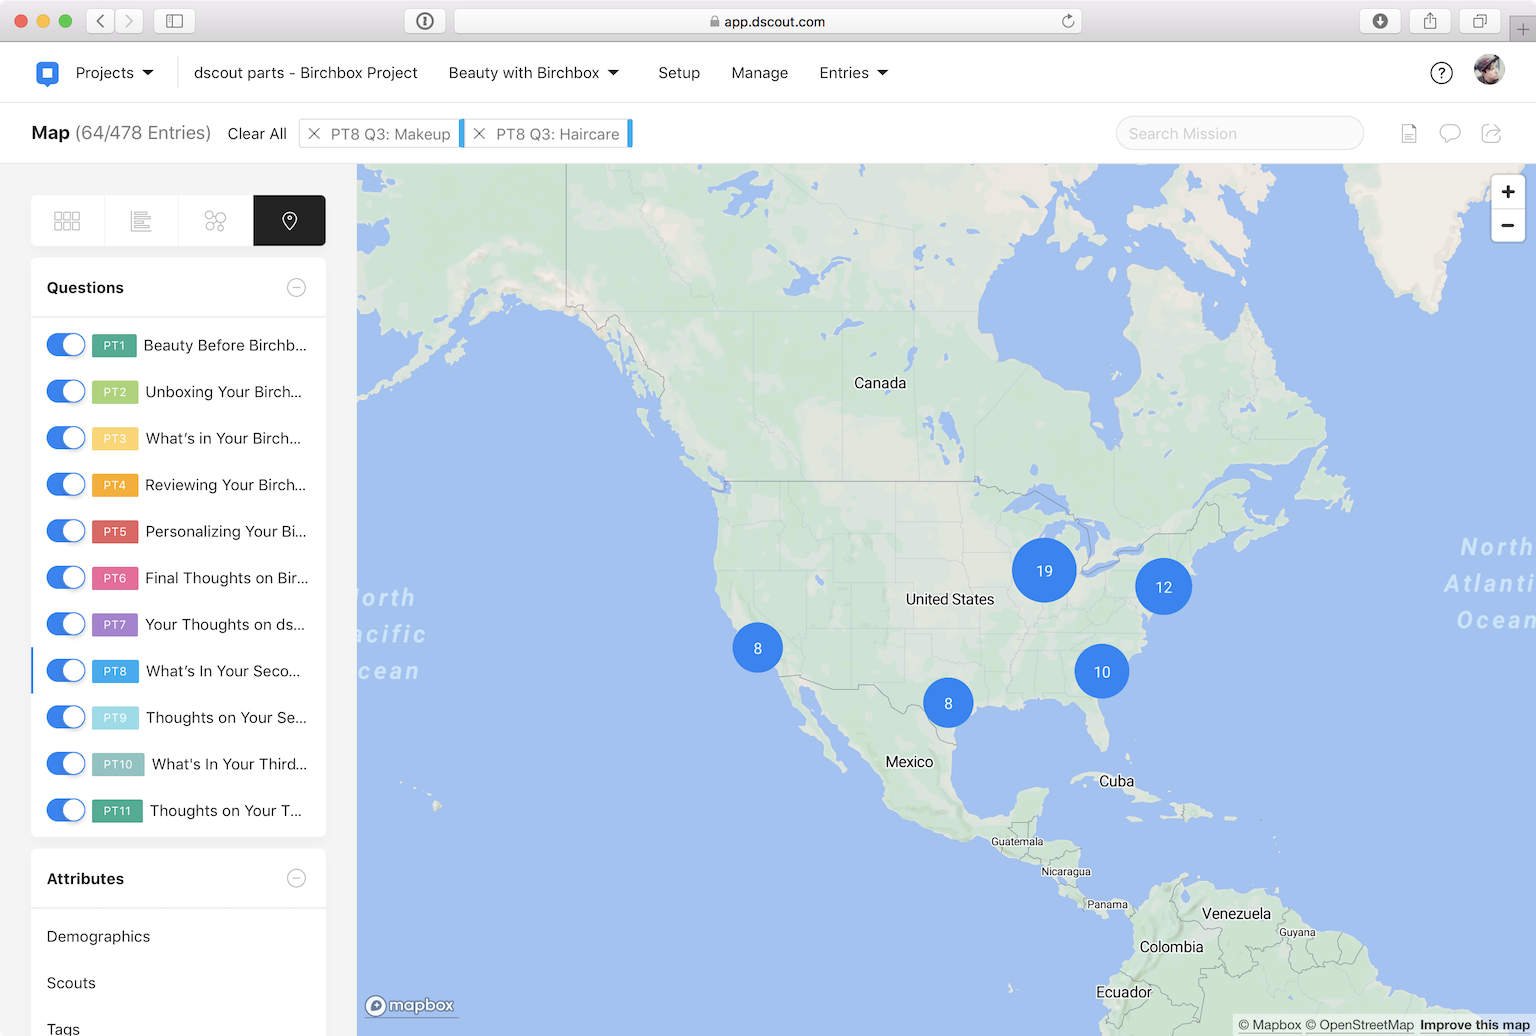 app.dscout.com
Projects
dscout parts - Birchbox Project
Beauty with Birchbox
Setup
Manage
Entries
?
Map (64/478 Entries)
Clear All
PT8 Q3: Makeup
PT8 Q3: Haircare
Search Mission
Questions
PT1 Beauty Before Birchb...
PT2 Unboxing Your Birch...
PT3 What's in Your Birch...
PT4 Reviewing Your Birch...
PT5 Personalizing Your Bi...
PT6 Final Thoughts on Bir...
PT7 Your Thoughts on ds...
PT8 What's In Your Seco...
PT9 Thoughts on Your Se...
PT10 What's In Your Third...
PT11 Thoughts on Your T...
Attributes
Demographics
Scouts
Tags
+
−
Canada
United States
Mexico
Cuba
Guatemala
Nicaragua
Panama
Venezuela
Guyana
Colombia
Ecuador
orth
acific
cean
North
Atlanti
Ocean
19
12
8
10
8
mapbox
© Mapbox © OpenStreetMap Improve this map